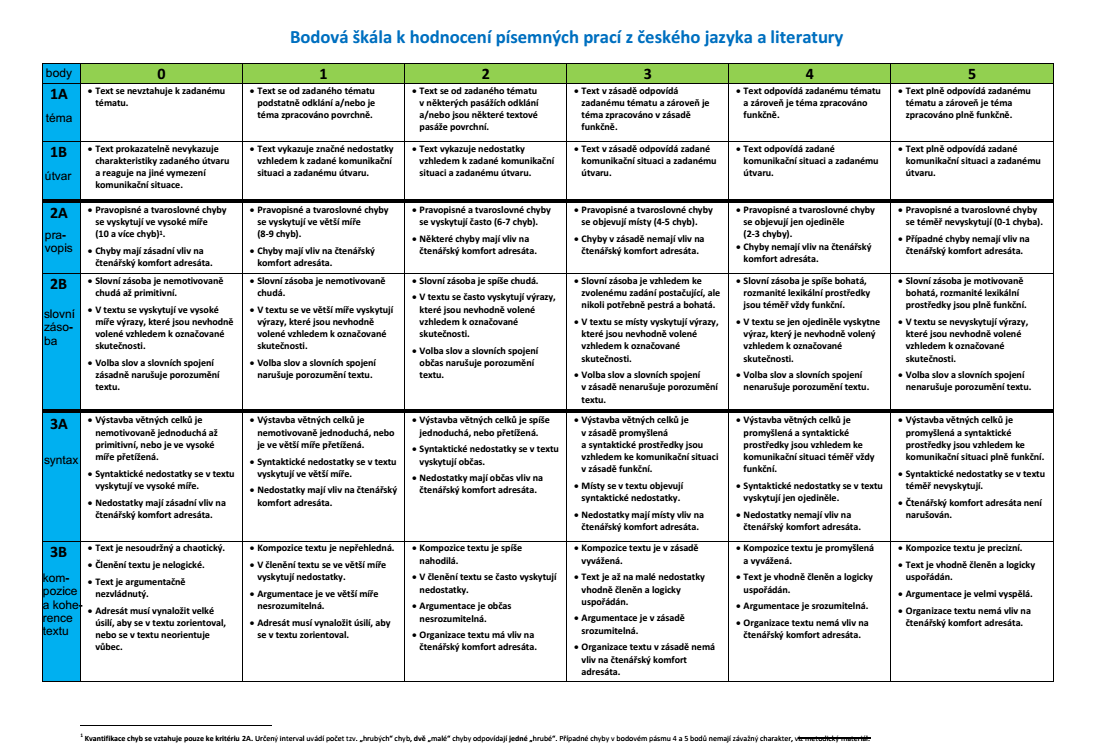 Bodová škála k hodnocení písemných prací z českého jazyka a literatury
body
0
1
2
3
4
5
1A
téma
• Text se nevztahuje k zadanému
tématu.
• Text se od zadaného tématu
podstatně odklání a/nebo je
téma zpracováno povrchně.
• Text se od zadaného tématu
v některých pasážích odklání
a/nebo jsou některé textové
pasáže povrchní.
• Text v zásadě odpovídá
zadanému tématu a zároveň je
téma zpracováno v zásadě
funkčně.
• Text odpovídá zadanému tématu
a zároveň je téma zpracováno
funkčně.
• Text plně odpovídá zadanému
tématu a zároveň je téma
zpracováno plně funkčně.
1B
útvar
• Text prokazatelně nevykazuje
charakteristiky zadaného útvaru
a reaguje na jiné vymezení
komunikační situace.
• Text vykazuje značné nedostatky
vzhledem k zadané komunikační
situaci a zadanému útvaru.
• Text vykazuje nedostatky
vzhledem k zadané komunikační
situaci a zadanému útvaru.
• Text v zásadě odpovídá zadané
komunikační situaci a zadanému
útvaru.
• Text odpovídá zadané
komunikační situaci a zadanému
útvaru.
• Text plně odpovídá zadané
komunikační situaci a zadanému
útvaru.
2A
pra-
vopis
• Pravopisné a tvaroslovné chyby
se vyskytují ve vysoké míře
(10 a více chyb)¹.
• Chyby mají zásadní vliv na
čtenářský komfort adresáta.
• Pravopisné a tvaroslovné chyby
se vyskytují ve větší míře
(8-9 chyb).
• Chyby mají vliv na čtenářský
komfort adresáta.
• Pravopisné a tvaroslovné chyby
se vyskytují často (6-7 chyb).
• Některé chyby mají vliv na
čtenářský komfort adresáta.
• Pravopisné a tvaroslovné chyby
se objevují místy (4-5 chyb).
• Chyby v zásadě nemají vliv na
čtenářský komfort adresáta.
• Pravopisné a tvaroslovné chyby
se objevují jen ojediněle
(2-3 chyby).
• Chyby nemají vliv na čtenářský
komfort adresáta.
• Pravopisné a tvaroslovné chyby
se téměř nevyskytují (0-1 chyba).
• Případné chyby nemají vliv na
čtenářský komfort adresáta.
2B
slovní
záso-
ba
• Slovní zásoba je nemotivovaně
chudá až primitivní.
• V textu se vyskytují ve vysoké
míře výrazy, které jsou nevhodně
volené vzhledem k označované
skutečnosti.
• Volba slov a slovních spojení
zásadně narušuje porozumění
textu.
• Slovní zásoba je nemotivovaně
chudá.
• V textu se ve větší míře vyskytují
výrazy, které jsou nevhodně
volené vzhledem k označované
skutečnosti.
• Volba slov a slovních spojení
narušuje porozumění textu.
• Slovní zásoba je spíše chudá.
• V textu se často vyskytují výrazy,
které jsou nevhodně volené
vzhledem k označované
skutečnosti.
• Volba slov a slovních spojení
občas narušuje porozumění
textu.
• Slovní zásoba je vzhledem ke
zvolenému zadání postačující, ale
nikoli potřebně pestrá a bohatá.
• V textu se místy vyskytují výrazy,
které jsou nevhodně volené
vzhledem k označované
skutečnosti.
• Volba slov a slovních spojení
v zásadě nenarušuje porozumění
textu.
• Slovní zásoba je spíše bohatá,
rozmanité lexikální prostředky
jsou téměř vždy funkční.
• V textu se jen ojediněle vyskytne
výraz, který je nevhodně volené
vzhledem k označované
skutečnosti.
• Volba slov a slovních spojení
nenarušuje porozumění textu.
• Slovní zásoba je motivovaně
bohatá, rozmanité lexikální
prostředky jsou plně funkční.
• V textu se nevyskytují výrazy,
které jsou nevhodně volené
vzhledem k označované
skutečnosti.
• Volba slov a slovních spojení
nenarušuje porozumění textu.
3A
syntax
• Výstavba větných celků je
nemotivovaně jednoduchá až
primitivní, nebo je ve vysoké
míře přetížená.
• Syntaktické nedostatky se v textu
vyskytují ve vysoké míře.
• Nedostatky mají zásadní vliv na
čtenářský komfort adresáta.
• Výstavba větných celků je
nemotivovaně jednoduchá, nebo
je ve větší míře přetížená.
• Syntaktické nedostatky se v textu
vyskytují ve větší míře.
• Nedostatky mají vliv na čtenářský
komfort adresáta.
• Výstavba větných celků je spíše
jednoduchá, nebo přetížená.
• Syntaktické nedostatky se v textu
vyskytují občas.
• Nedostatky mají občas vliv na
čtenářský komfort adresáta.
• Výstavba větných celků je
v zásadě promyšlená
a syntaktické prostředky jsou
vzhledem ke komunikační situaci
v zásadě funkční.
• Místy se v textu objevují
syntaktické nedostatky.
• Nedostatky mají místy vliv na
čtenářský komfort adresáta.
• Výstavba větných celků je
promyšlená a syntaktické
prostředky jsou vzhledem ke
komunikační situaci téměř vždy
funkční.
• Syntaktické nedostatky se v textu
vyskytují jen ojediněle.
• Nedostatky nemají vliv na
čtenářský komfort adresáta.
• Výstavba větných celků je
promyšlená a syntaktické
prostředky jsou vzhledem ke
komunikační situaci plně funkční.
• Syntaktické nedostatky se v textu
téměř nevyskytují.
• Čtenářský komfort adresáta není
narušován.
3B
kom-
pozice
a kohe-
rence
textu
• Text je nesoudržný a chaotický.
• Členění textu je nelogické.
• Text je argumentačně
nezvládnutý.
• Adresát musí vynaložit velké
úsilí, aby se v textu zorientoval,
nebo se v textu neorientuje
vůbec.
• Kompozice textu je nepřehledná.
• V členění textu se ve větší míře
vyskytují nedostatky.
• Argumentace je ve větší míře
nesrozumitelná.
• Adresát musí vynaložit úsilí, aby
se v textu zorientoval.
• Kompozice textu je spíše
nahodilá.
• V členění textu se často vyskytují
nedostatky.
• Argumentace je občas
nesrozumitelná.
• Organizace textu má vliv na
čtenářský komfort adresáta.
• Kompozice textu je v zásadě
vyvážená.
• Text je až na malé nedostatky
vhodně členěn a logicky
uspořádán.
• Argumentace je v zásadě
srozumitelná.
• Organizace textu v zásadě nemá
vliv na čtenářský komfort
adresáta.
• Kompozice textu je promyšlená
a vyvážená.
• Text je vhodně členěn a logicky
uspořádán.
• Argumentace je srozumitelná.
• Organizace textu nemá vliv na
čtenářský komfort adresáta.
• Kompozice textu je precizní.
• Text je vhodně členěn a logicky
uspořádán.
• Argumentace je velmi vyspělá.
• Organizace textu nemá vliv na
čtenářský komfort adresáta.
¹ Kvantifikace chyb se vztahuje pouze ke kritériu 2A. Určený interval uvádí počet tzv. „hrubých“ chyb, dvě „malé“ chyby odpovídají jedné „hrubé“. Případné chyby v bodovém pásmu 4 a 5 bodů nemají závažný charakter, viz metodický materiál.